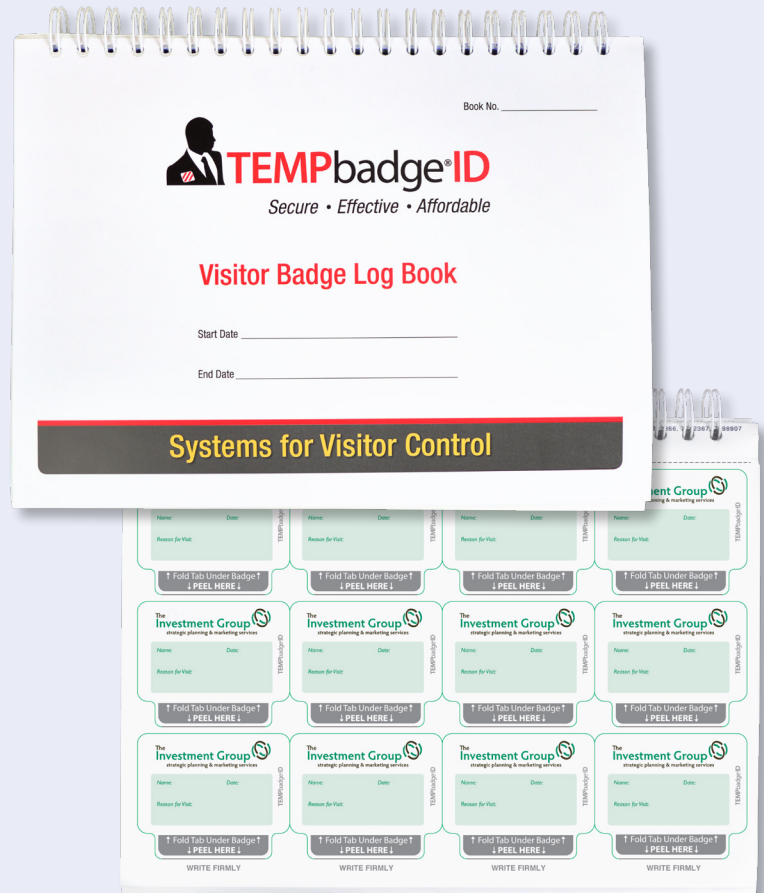 Book No.
TEMPbadge®ID
Secure • Effective • Affordable
Visitor Badge Log Book
Start Date
End Date
Systems for Visitor Control
98907
Group
marketing services
Name: Date: Name: Date: Name: Date: Name: Date:
Reason for Visit: Reason for Visit: Reason for Visit: Reason for Visit:
TEMPbadgeID
↑ Fold Tab Under Badge↑ ↑ Fold Tab Under Badge↑ ↑ Fold Tab Under Badge↑ ↑ Fold Tab Under Badge↑
↓PEEL HERE↓ ↓PEEL HERE↓ ↓PEEL HERE↓ ↓PEEL HERE↓
The The The The
Investment Group Investment Group Investment Group Investment Group
strategic planning & marketing services strategic planning & marketing services strategic planning & marketing services strategic planning & marketing services
Name: Date: Name: Date: Name: Date: Name: Date:
Reason for Visit: Reason for Visit: Reason for Visit: Reason for Visit:
TEMPbadgeID TEMPbadgeID TEMPbadgeID TEMPbadgeID
↑ Fold Tab Under Badge↑ ↑ Fold Tab Under Badge↑ ↑ Fold Tab Under Badge↑ ↑ Fold Tab Under Badge↑
↓PEEL HERE↓ ↓PEEL HERE↓ ↓PEEL HERE↓ ↓PEEL HERE↓
The The The The
Investment Group Investment Group Investment Group Investment Group
strategic planning & marketing services strategic planning & marketing services strategic planning & marketing services strategic planning & marketing services
Name: Date: Name: Date: Name: Date: Name: Date:
Reason for Visit: Reason for Visit: Reason for Visit: Reason for Visit:
TEMPbadgeID TEMPbadgeID TEMPbadgeID TEMPbadgeID
↑ Fold Tab Under Badge↑ ↑ Fold Tab Under Badge↑ ↑ Fold Tab Under Badge↑ ↑ Fold Tab Under Badge↑
↓PEEL HERE↓ ↓PEEL HERE↓ ↓PEEL HERE↓ ↓PEEL HERE↓
WRITE FIRMLY WRITE FIRMLY WRITE FIRMLY WRITE FIRMLY